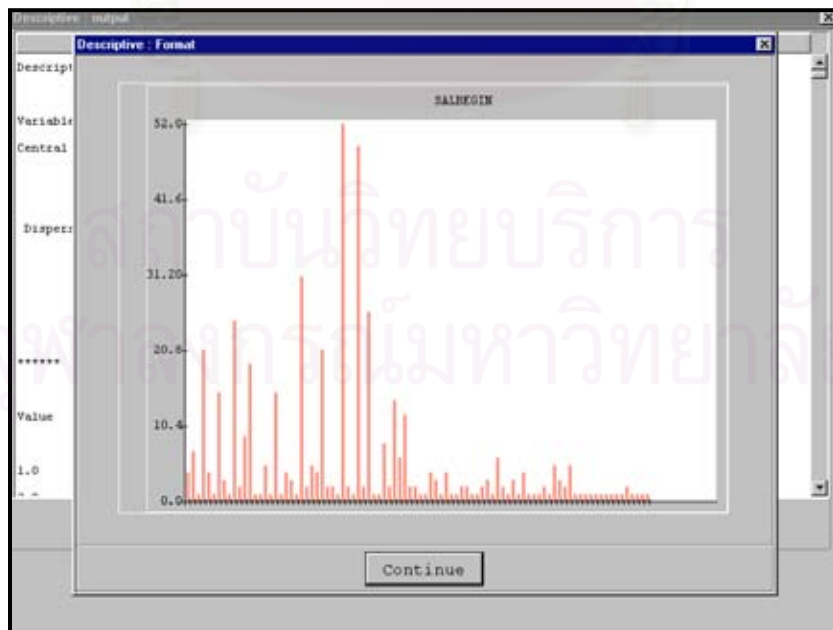 Descriptive : output
Descriptive : Format
Descript
Variable
Central
Dispers
******
Value
1.0
SALBEGIN
52.0
41.6
31.20
20.8
10.4
0.0
Continue
สถาบันวิทยบริการ
จุฬาลงกรณ์มหาวิทยาลัย